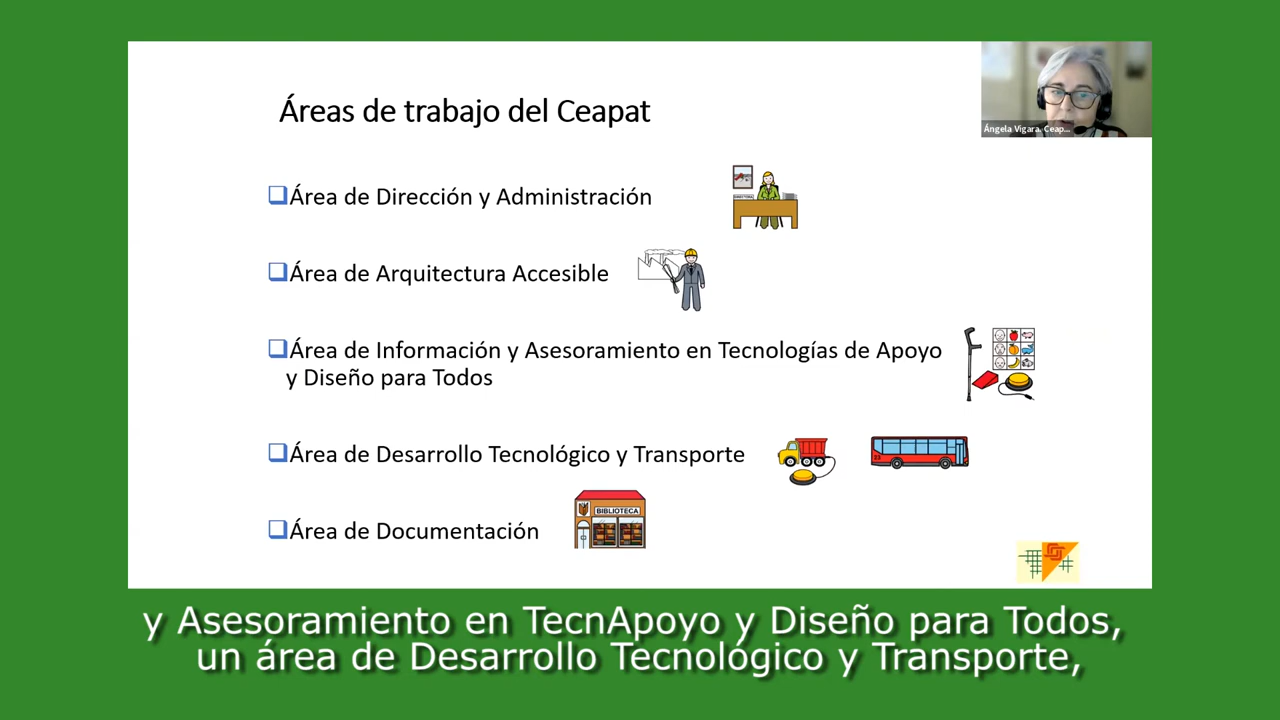 Áreas de trabajo del Ceapat
Ángela Vigara. Ceap...
Área de Dirección y Administración
DIRECTORA
Área de Arquitectura Accesible
Área de Información y Asesoramiento en Tecnologías de Apoyo
y Diseño para Todos
Área de Desarrollo Tecnológico y Transporte
23
BIBLIOTECA
Área de Documentación
y Asesoramiento en TecnApoyo y Diseño para Todos,
un área de Desarrollo Tecnológico y Transporte,